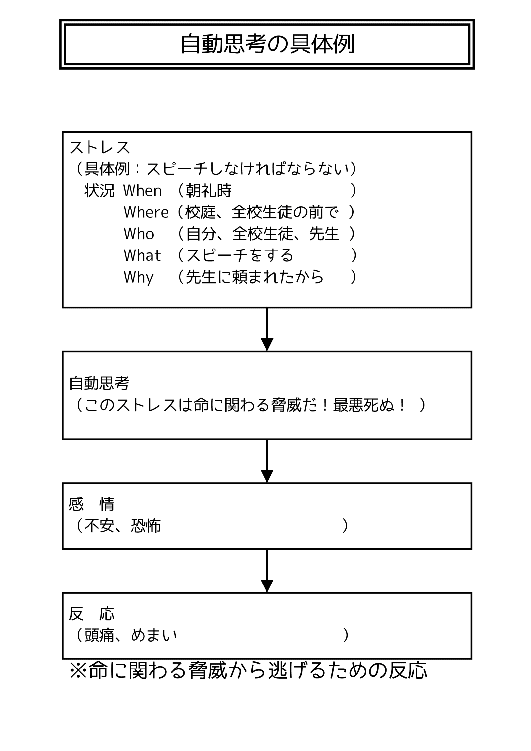 自動思考の具体例
ストレス
（具体例：スピーチしなければならない）
状況 When （朝礼時 ）
Where（校庭、全校生徒の前で ）
Who （自分、全校生徒、先生 ）
What （スピーチをする ）
Why （先生に頼まれたから ）
自動思考
（このストレスは命に関わる脅威だ！最悪死ぬ！ ）
感　情
（不安、恐怖 ）
反　応
（頭痛、めまい ）
※命に関わる脅威から逃げるための反応